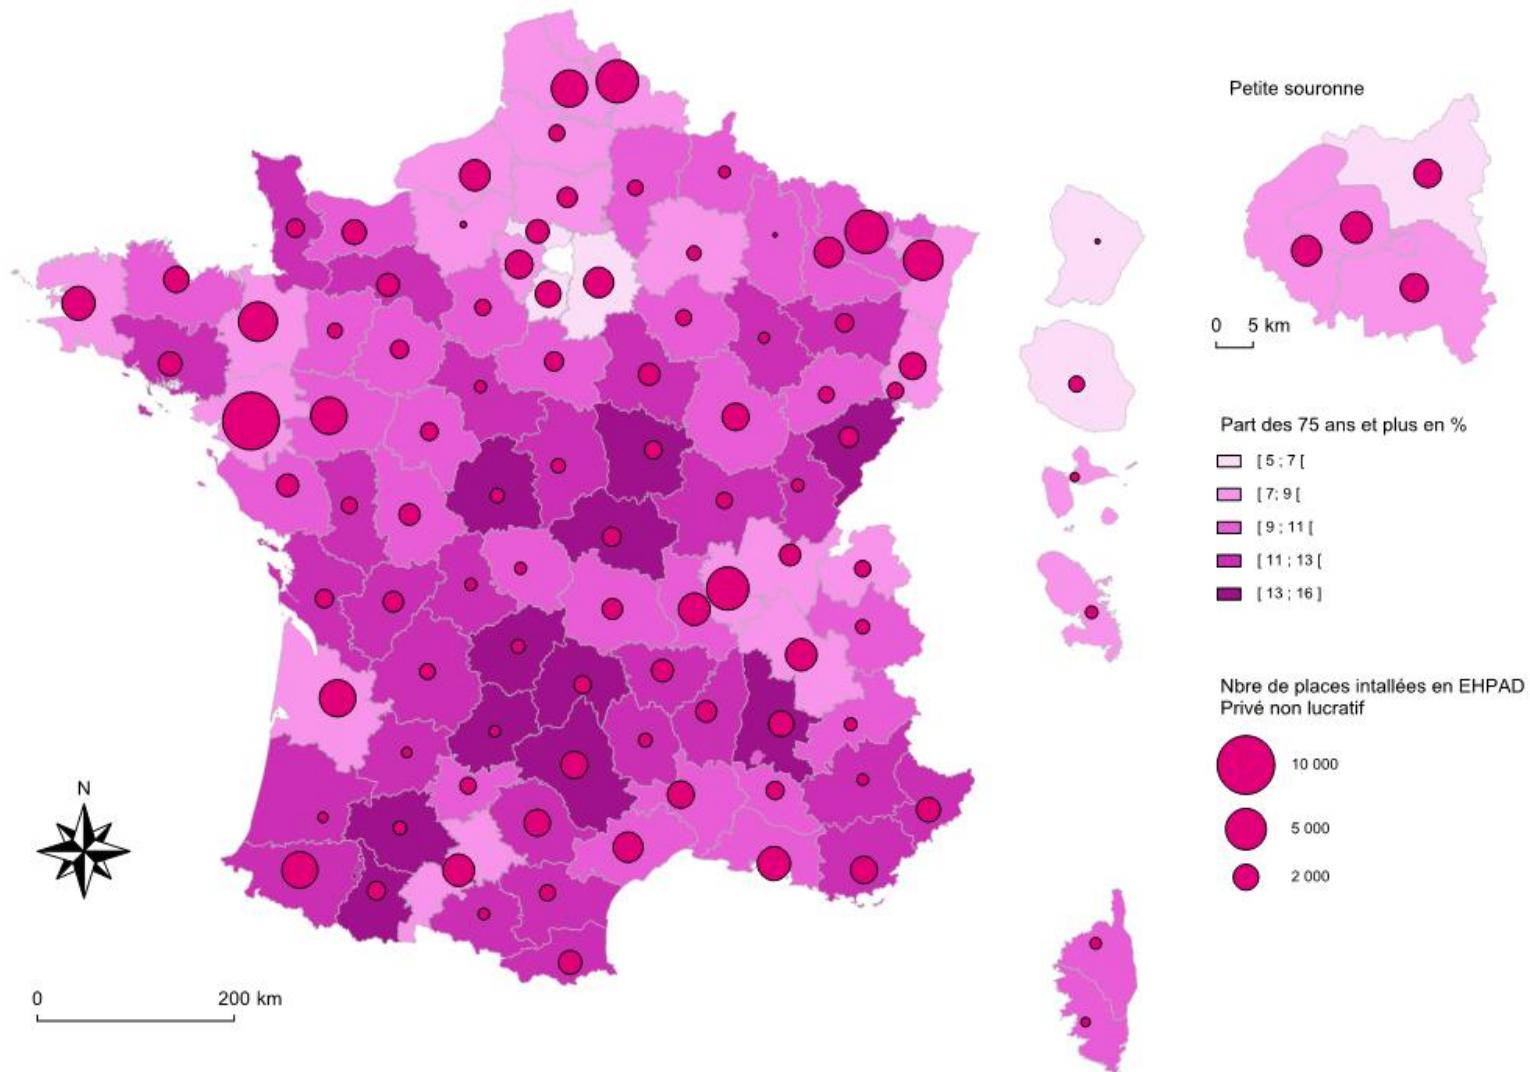 Petite souronne
0 5 km
Part des 75 ans et plus en %
[ 5 ; 7 [
[ 7; 9 [
[ 9 ; 11 [
[ 11 ; 13 [
[ 13 ; 16 ]
Nbre de places intallées en EHPAD
Privé non lucratif
10 000
5 000
2 000
N
0 200 km